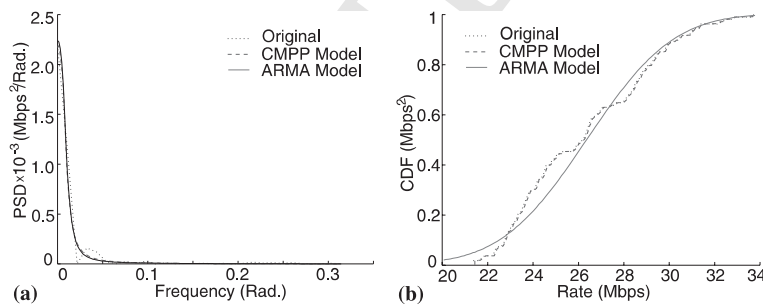 Original
CMPP Model
ARMA Model
2.5
2.0
1.5
1.0
0.5
0
PSD×10⁻³ (Mbps²/Rad.)
0 0.1 0.2 0.3
Frequency (Rad.)
(a)
Original
CMPP Model
ARMA Model
1
0.8
0.6
0.4
0.2
0
CDF (Mbps²)
20 22 24 26 28 30 32 34
Rate (Mbps)
(b)